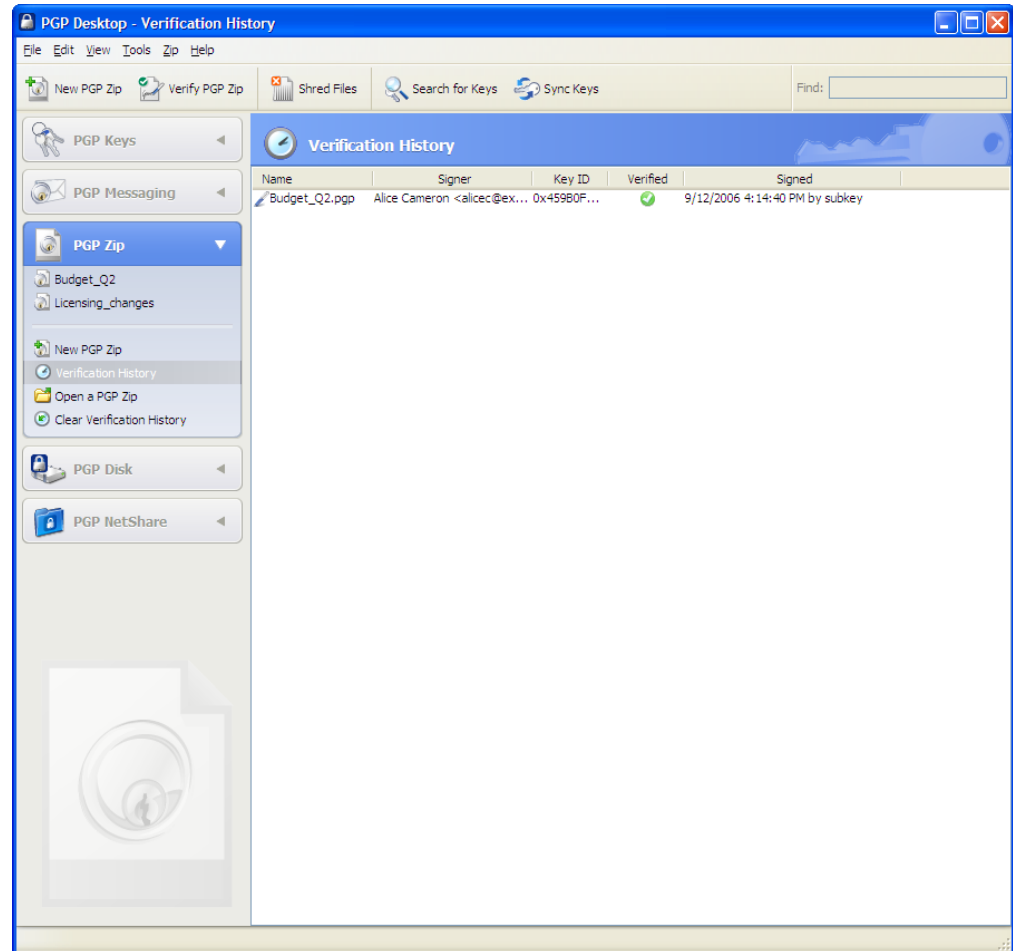 PGP Desktop - Verification History
File Edit View Tools Zip Help
New PGP Zip Verify PGP Zip Shred Files Search for Keys Sync Keys Find:
PGP Keys
PGP Messaging
PGP Zip
Budget_Q2
Licensing_changes
New PGP Zip
Verification History
Open a PGP Zip
Clear Verification History
PGP Disk
PGP NetShare
Verification History
Name Signer Key ID Verified Signed
Budget_Q2.pgp Alice Cameron <alicec@ex... 0x459B0F... 9/12/2006 4:14:40 PM by subkey